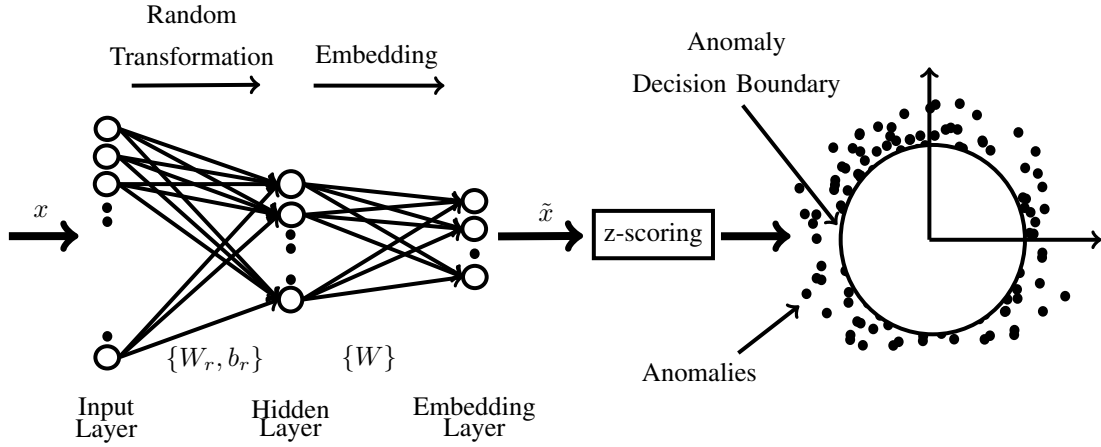 Random
Transformation
Embedding
Anomaly
Decision Boundary
x
x̃
z-scoring
{W_r, b_r}
{W}
Anomalies
Input
Layer
Hidden
Layer
Embedding
Layer